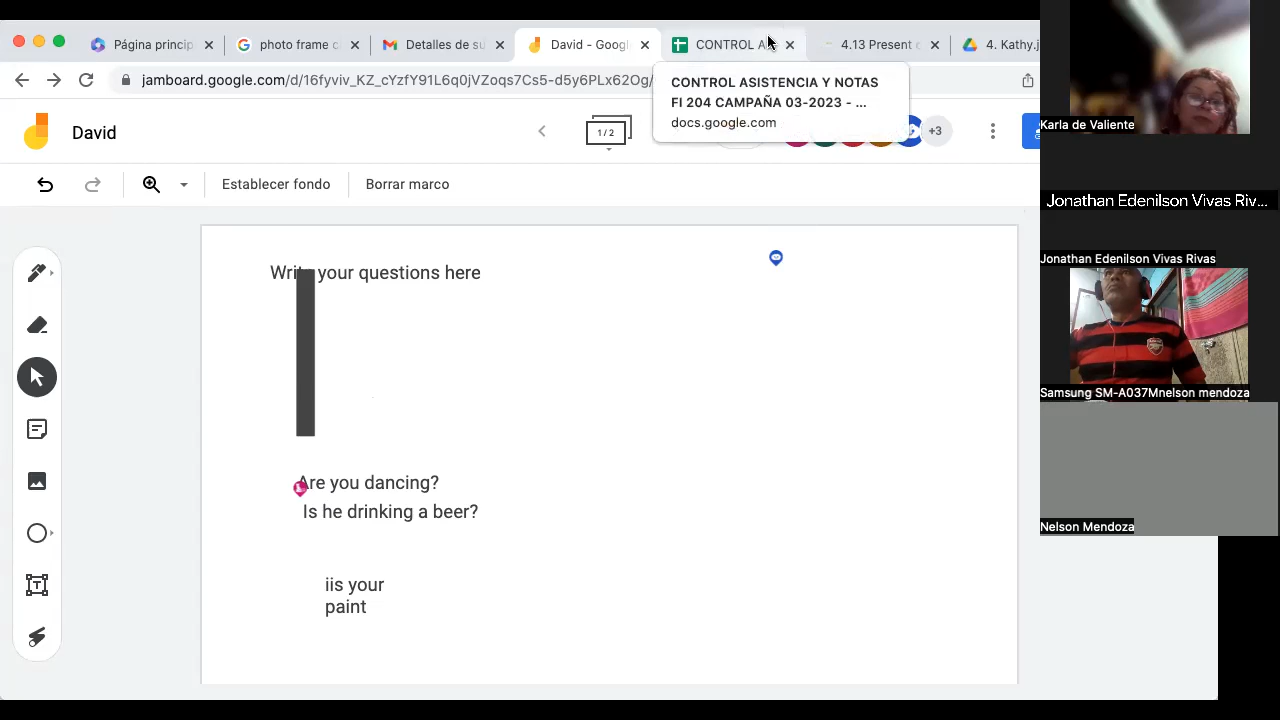 Página princip
photo frame c
Detalles de su
David - Googl
CONTROL A
4.13 Present c
4. Kathy.j
jamboard.google.com/d/16fyviv_KZ_cYzfY91L6q0jVZoqs7Cs5-d5y6PLx62Og/
CONTROL ASISTENCIA Y NOTAS
FI 204 CAMPAÑA 03-2023 - ...
docs.google.com
David
1 / 2
+3
Establecer fondo
Borrar marco
Write your questions here
Are you dancing?
Is he drinking a beer?
iis your
paint
Karla de Valiente
Jonathan Edenilson Vivas Riv...
Jonathan Edenilson Vivas Rivas
Samsung SM-A037Mnelson mendoza
Nelson Mendoza